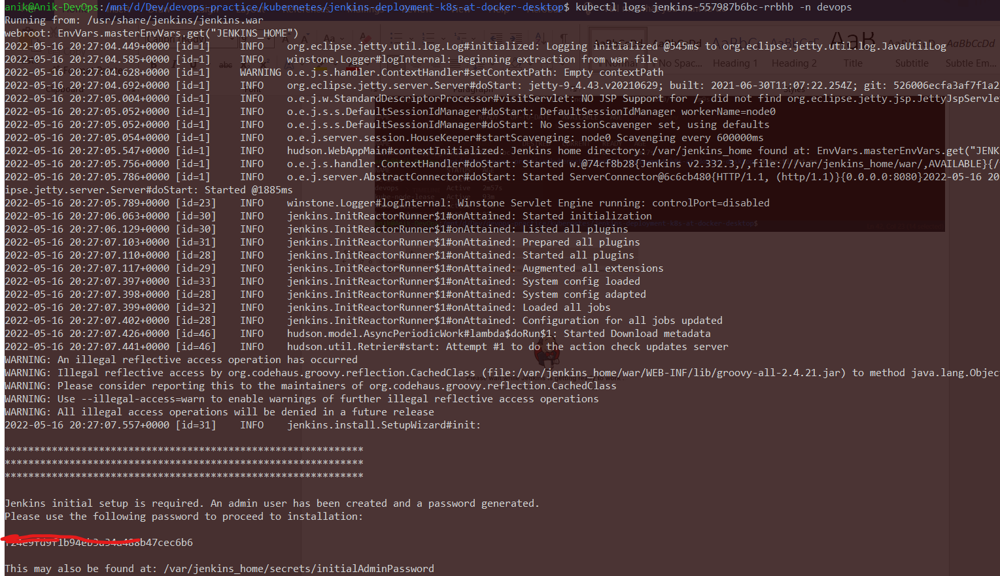 anik@Anik-DevOps:/mnt/d/Dev/devops-practice/kubernetes/jenkins-deployment-k8s-at-docker-desktop$ kubectl logs jenkins-557987b6bc-rrbhb -n devops
Running from: /usr/share/jenkins/jenkins.war
webroot: EnvVars.masterEnvVars.get("JENKINS_HOME")
2022-05-16 20:27:04.449+0000 [id=1] INFO org.eclipse.jetty.util.log.Log#initialized: Logging initialized @545ms to org.eclipse.jetty.util.log.JavaUtilLog
2022-05-16 20:27:04.585+0000 [id=1] INFO winstone.Logger#logInternal: Beginning extraction from war file
2022-05-16 20:27:04.628+0000 [id=1] WARNING o.e.j.s.handler.ContextHandler#setContextPath: Empty contextPath
2022-05-16 20:27:04.692+0000 [id=1] INFO org.eclipse.jetty.server.Server#doStart: jetty-9.4.43.v20210629; built: 2021-06-30T11:07:22.254Z; git: 526006ecfa3af7f1a2
2022-05-16 20:27:05.004+0000 [id=1] INFO o.e.j.w.StandardDescriptorProcessor#visitServlet: NO JSP Support for /, did not find org.eclipse.jetty.jsp.JettyJspServle
2022-05-16 20:27:05.052+0000 [id=1] INFO o.e.j.s.s.DefaultSessionIdManager#doStart: DefaultSessionIdManager workerName=node0
2022-05-16 20:27:05.052+0000 [id=1] INFO o.e.j.s.s.DefaultSessionIdManager#doStart: No SessionScavenger set, using defaults
2022-05-16 20:27:05.054+0000 [id=1] INFO o.e.j.server.session.HouseKeeper#startScavenging: node0 Scavenging every 600000ms
2022-05-16 20:27:05.547+0000 [id=1] INFO hudson.WebAppMain#contextInitialized: Jenkins home directory: /var/jenkins_home found at: EnvVars.masterEnvVars.get("JENK
2022-05-16 20:27:05.756+0000 [id=1] INFO o.e.j.s.handler.ContextHandler#doStart: Started w.@74cf8b28{Jenkins v2.332.3,/,file:///var/jenkins_home/war/,AVAILABLE}{/
2022-05-16 20:27:05.786+0000 [id=1] INFO o.e.j.server.AbstractConnector#doStart: Started ServerConnector@6c6cb480{HTTP/1.1, (http/1.1)}{0.0.0.0:8080}2022-05-16 20
ipse.jetty.server.Server#doStart: Started @1885ms
2022-05-16 20:27:05.789+0000 [id=23] INFO winstone.Logger#logInternal: Winstone Servlet Engine running: controlPort=disabled
2022-05-16 20:27:06.063+0000 [id=30] INFO jenkins.InitReactorRunner$1#onAttained: Started initialization
2022-05-16 20:27:06.129+0000 [id=30] INFO jenkins.InitReactorRunner$1#onAttained: Listed all plugins
2022-05-16 20:27:07.103+0000 [id=31] INFO jenkins.InitReactorRunner$1#onAttained: Prepared all plugins
2022-05-16 20:27:07.110+0000 [id=28] INFO jenkins.InitReactorRunner$1#onAttained: Started all plugins
2022-05-16 20:27:07.117+0000 [id=29] INFO jenkins.InitReactorRunner$1#onAttained: Augmented all extensions
2022-05-16 20:27:07.397+0000 [id=33] INFO jenkins.InitReactorRunner$1#onAttained: System config loaded
2022-05-16 20:27:07.398+0000 [id=28] INFO jenkins.InitReactorRunner$1#onAttained: System config adapted
2022-05-16 20:27:07.399+0000 [id=32] INFO jenkins.InitReactorRunner$1#onAttained: Loaded all jobs
2022-05-16 20:27:07.402+0000 [id=28] INFO jenkins.InitReactorRunner$1#onAttained: Configuration for all jobs updated
2022-05-16 20:27:07.426+0000 [id=46] INFO hudson.model.AsyncPeriodicWork#lambda$doRun$1: Started Download metadata
2022-05-16 20:27:07.441+0000 [id=46] INFO hudson.util.Retrier#start: Attempt #1 to do the action check updates server
WARNING: An illegal reflective access operation has occurred
WARNING: Illegal reflective access by org.codehaus.groovy.reflection.CachedClass (file:/var/jenkins_home/war/WEB-INF/lib/groovy-all-2.4.21.jar) to method java.lang.Objec
WARNING: Please consider reporting this to the maintainers of org.codehaus.groovy.reflection.CachedClass
WARNING: Use --illegal-access=warn to enable warnings of further illegal reflective access operations
WARNING: All illegal access operations will be denied in a future release
2022-05-16 20:27:07.557+0000 [id=31] INFO jenkins.install.SetupWizard#init:
*************************************************************
*************************************************************
*************************************************************
Jenkins initial setup is required. An admin user has been created and a password generated.
Please use the following password to proceed to installation:
b47cec6b6
This may also be found at: /var/jenkins_home/secrets/initialAdminPassword